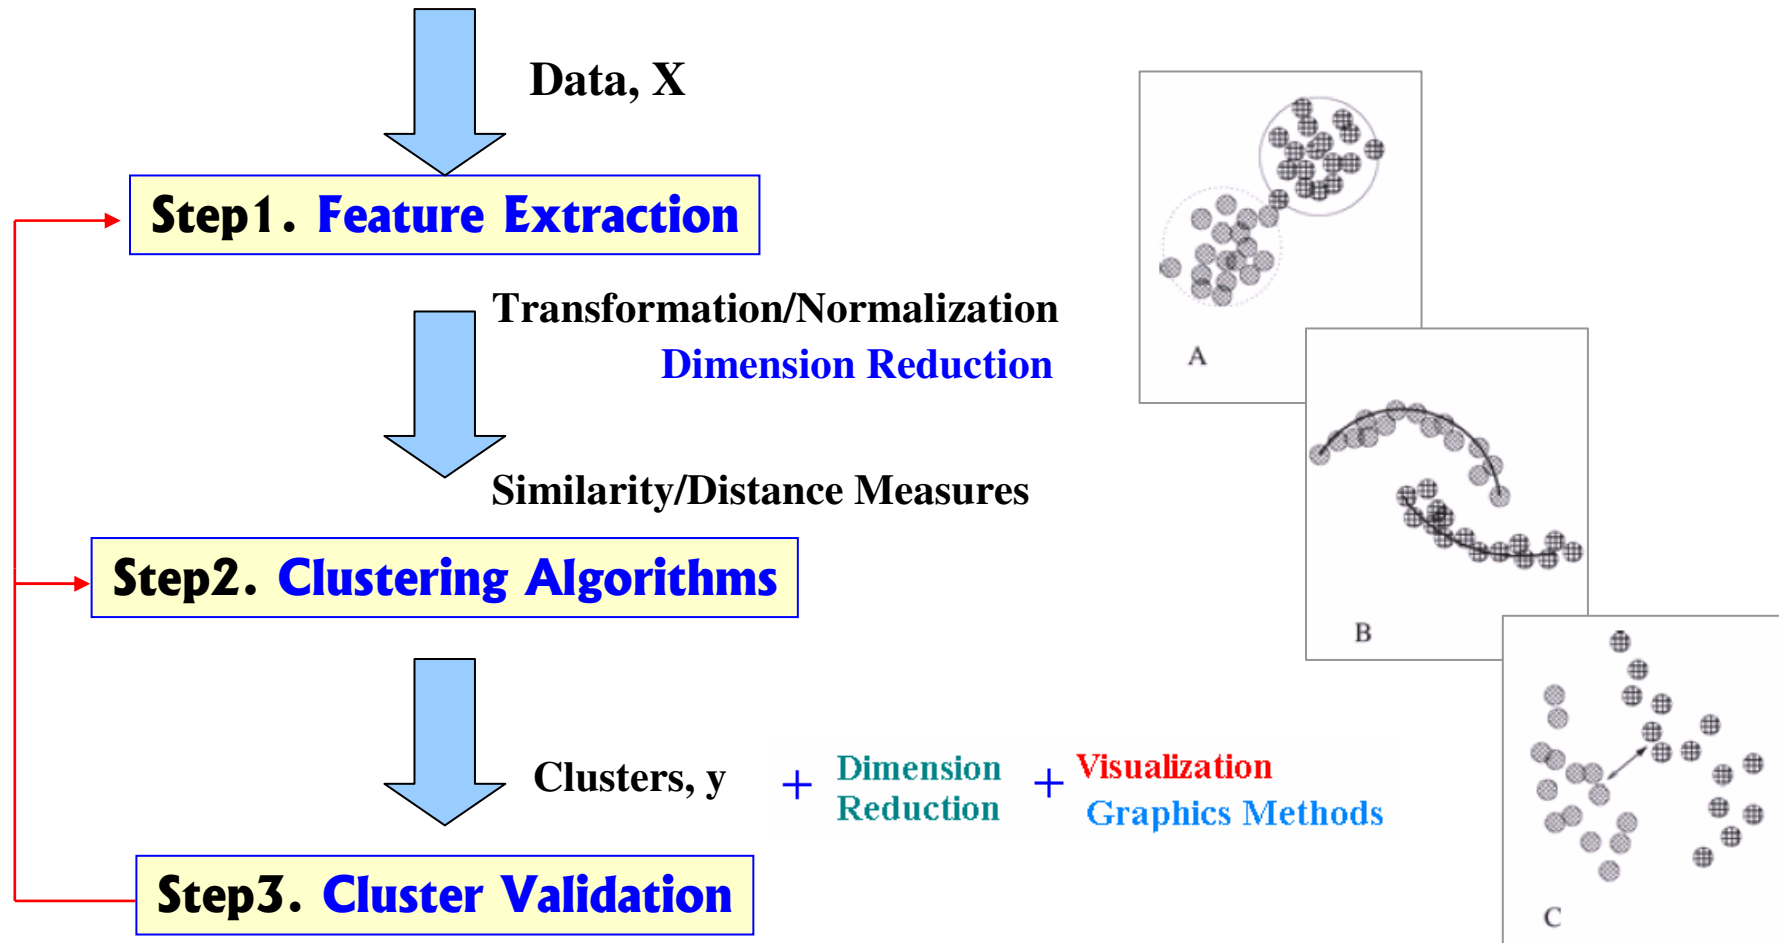 Data, X
Step1. Feature Extraction
Transformation/Normalization
Dimension Reduction
Similarity/Distance Measures
Step2. Clustering Algorithms
Clusters, y
+
Dimension
Reduction
+
Visualization
Graphics Methods
Step3. Cluster Validation
A
B
C